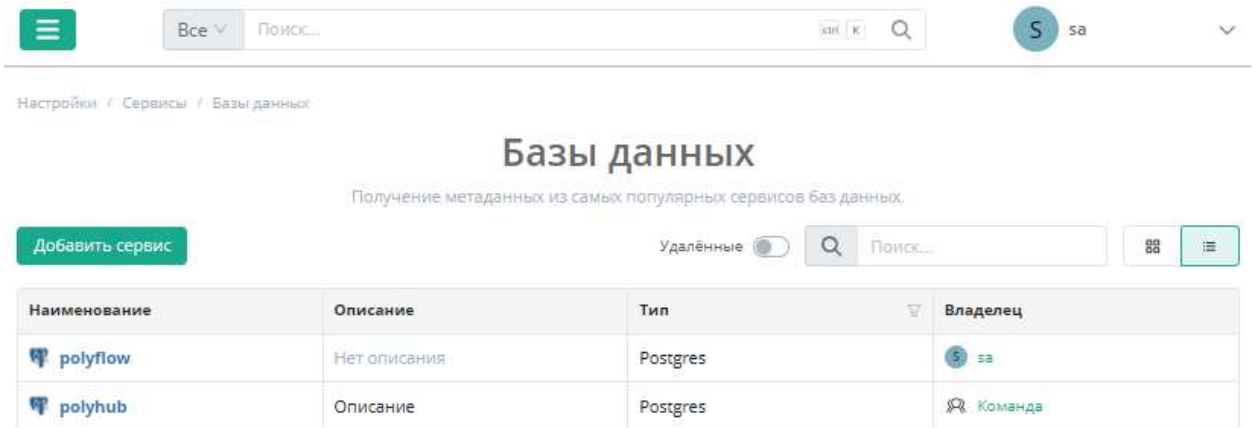 Все Поиск... ctrl K S sa
Настройки / Сервисы / Базы данных
Базы данных
Получение метаданных из самых популярных сервисов баз данных.
Добавить сервис Удалённые Поиск...
Наименование Описание Тип Владелец
polyflow Нет описания Postgres S sa
polyhub Описание Postgres Команда